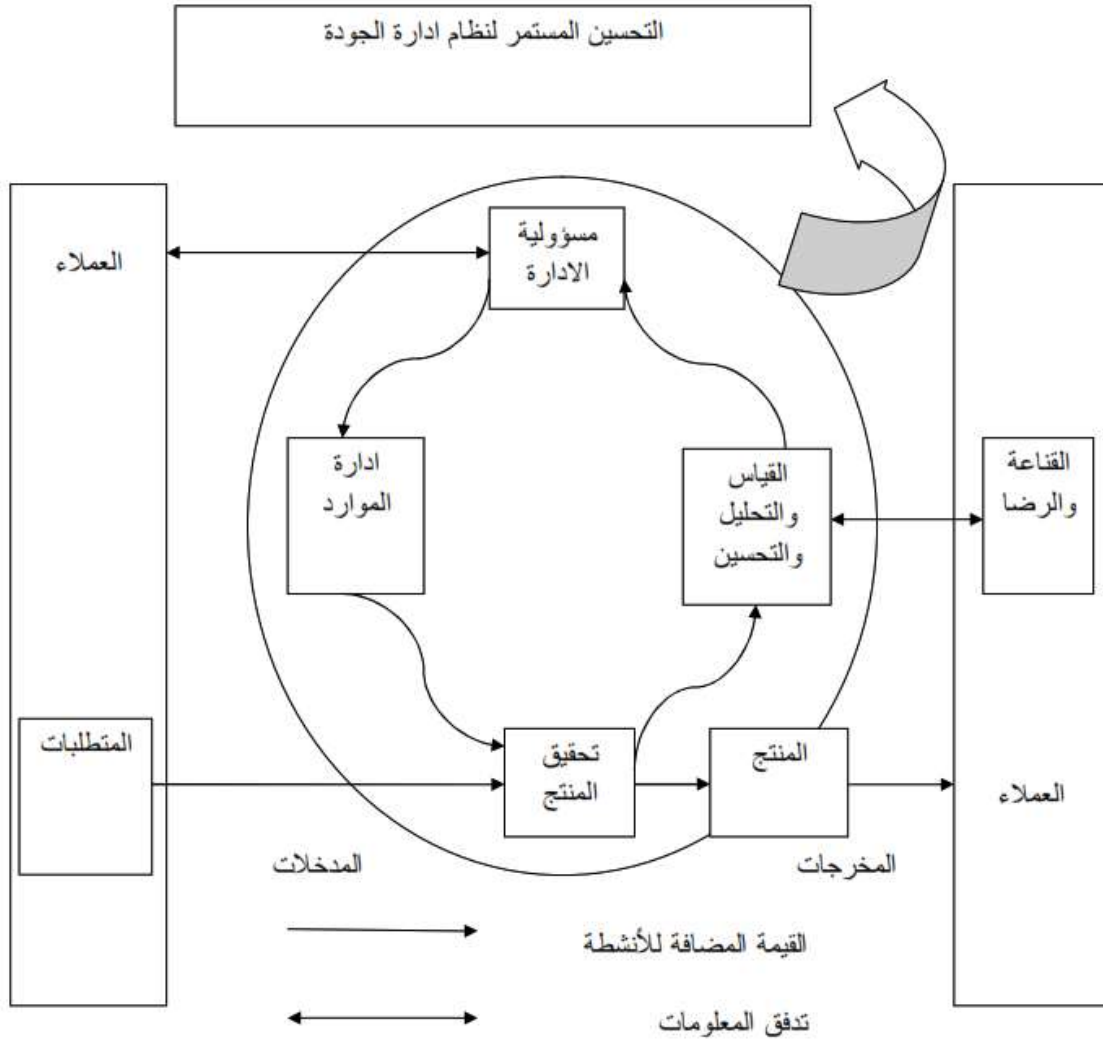 التحسين المستمر لنظام ادارة الجودة
مسؤولية
الادارة
العملاء
ادارة
الموارد
القياس
والتحليل
والتحسين
القناعة
والرضا
المتطلبات
تحقيق
المنتج
المنتج
العملاء
المدخلات
المخرجات
القيمة المضافة للأنشطة
تدفق المعلومات